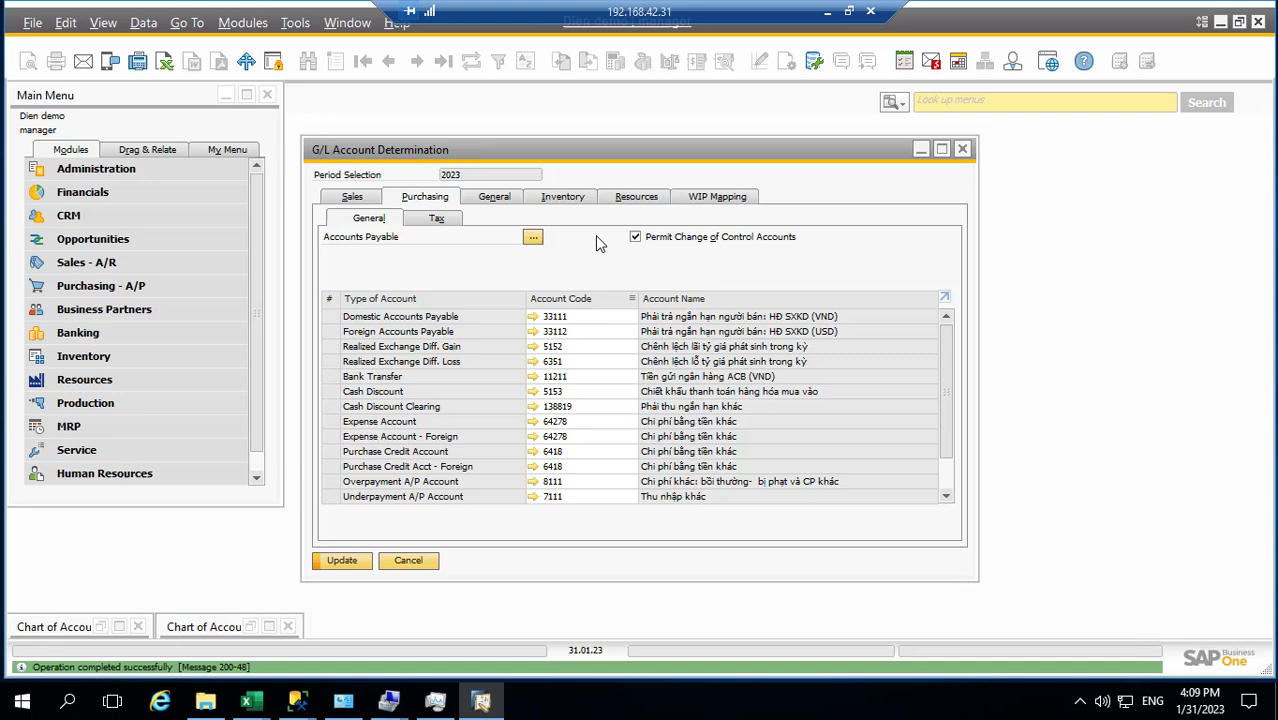 192.168.42.31
File Edit View Data Go To Modules Tools Window Help Dien demo | manager
Main Menu
Dien demo
manager
Modules Drag & Relate My Menu
Administration
Financials
CRM
Opportunities
Sales - A/R
Purchasing - A/P
Business Partners
Banking
Inventory
Resources
Production
MRP
Service
Human Resources
Look up menus Search
G/L Account Determination
Period Selection 2023
Sales Purchasing General Inventory Resources WIP Mapping
General Tax
Accounts Payable ... Permit Change of Control Accounts
# Type of Account Account Code Account Name
Domestic Accounts Payable 33111 Phải trả ngắn hạn người bán: HĐ SXKD (VND)
Foreign Accounts Payable 33112 Phải trả ngắn hạn người bán: HĐ SXKD (USD)
Realized Exchange Diff. Gain 5152 Chênh lệch lãi tỷ giá phát sinh trong kỳ
Realized Exchange Diff. Loss 6351 Chênh lệch lỗ tỷ giá phát sinh trong kỳ
Bank Transfer 11211 Tiền gửi ngân hàng ACB (VND)
Cash Discount 5153 Chiết khấu thanh toán hàng hóa mua vào
Cash Discount Clearing 138819 Phải thu ngắn hạn khác
Expense Account 64278 Chi phí bằng tiền khác
Expense Account - Foreign 64278 Chi phí bằng tiền khác
Purchase Credit Account 6418 Chi phí bằng tiền khác
Purchase Credit Acct - Foreign 6418 Chi phí bằng tiền khác
Overpayment A/P Account 8111 Chi phí khác: bồi thường- bị phạt và CP khác
Underpayment A/P Account 7111 Thu nhập khác
Update Cancel
Chart of Accou Chart of Accou
31.01.23
Operation completed successfully [Message 200-48]
SAP Business One
ENG
4:09 PM
1/31/2023